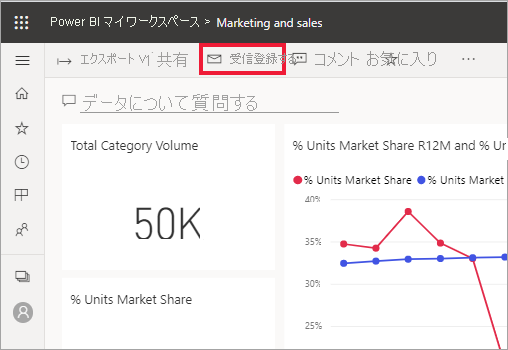 Power BI マイワークスペース > Marketing and sales
エクスポート 共有 受信登録する コメント お気に入り ...
データについて質問する
Total Category Volume
50K
% Units Market Share
% Units Market Share R12M and % Un
% Units Market Share % Units Market
40%
35%
30%
25%